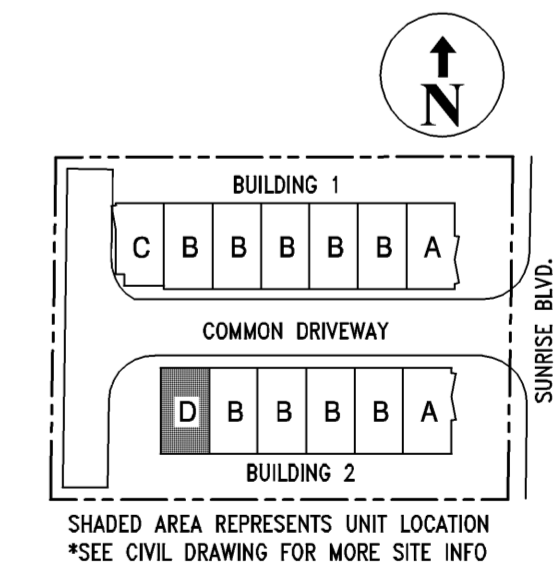 N
BUILDING 1
C B B B B B A
COMMON DRIVEWAY
SUNRISE BLVD.
D B B B B A
BUILDING 2
SHADED AREA REPRESENTS UNIT LOCATION
*SEE CIVIL DRAWING FOR MORE SITE INFO